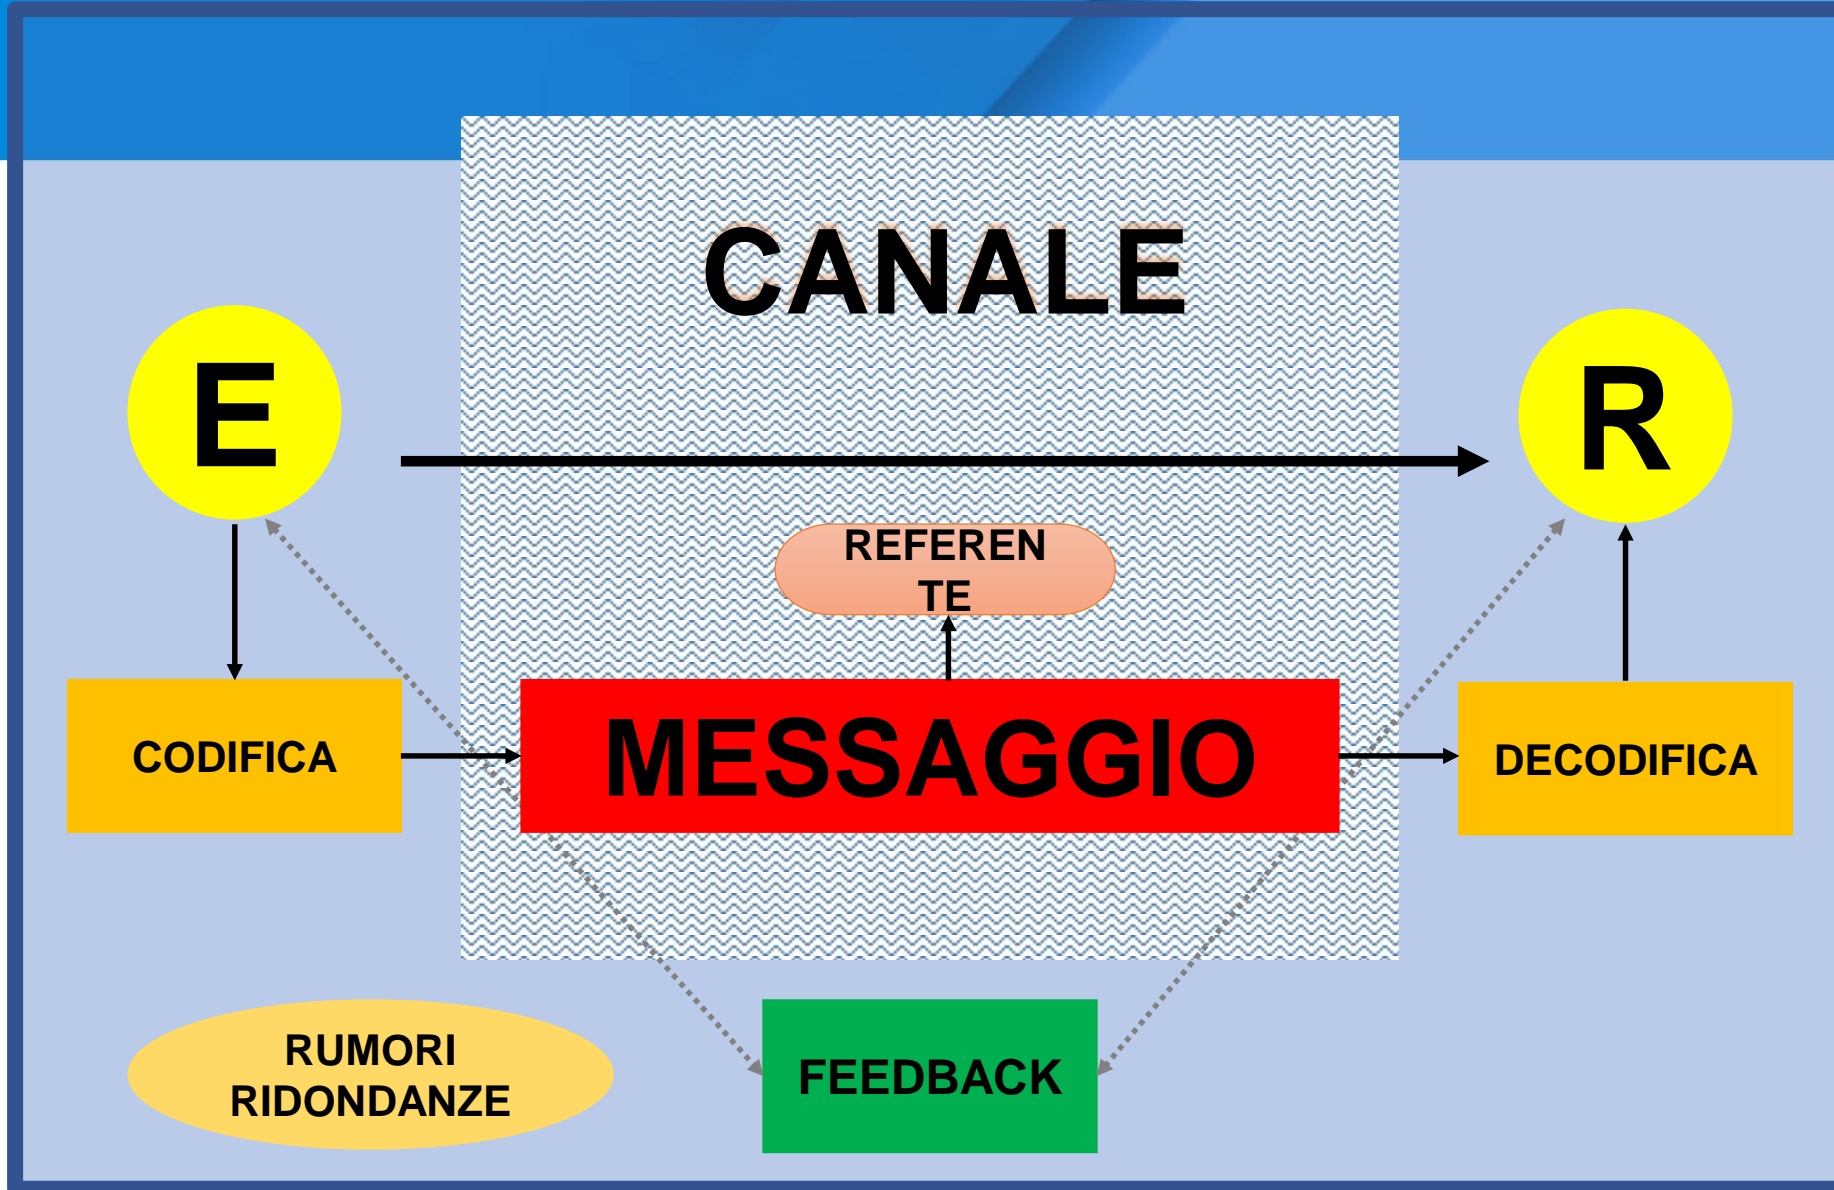 CANALE
E
R
REFEREN
TE
CODIFICA
MESSAGGIO
DECODIFICA
RUMORI
RIDONDANZE
FEEDBACK